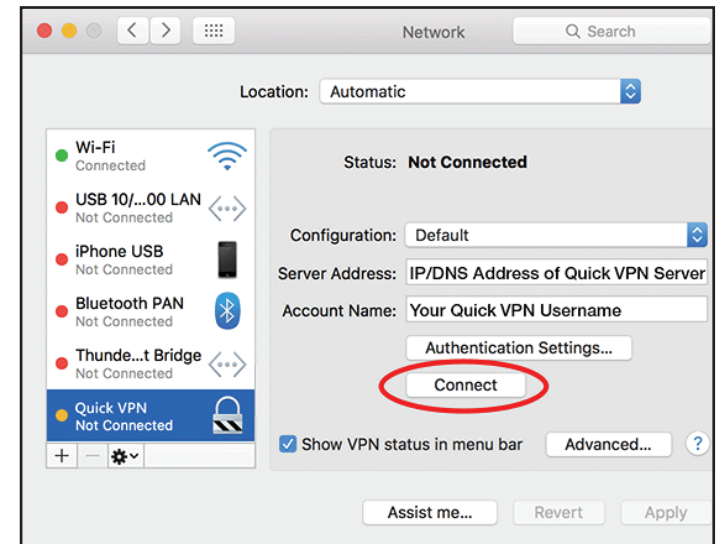 Network
Search
Location: Automatic
Wi-Fi
Connected
USB 10/...00 LAN
Not Connected
iPhone USB
Not Connected
Bluetooth PAN
Not Connected
Thunde...t Bridge
Not Connected
Quick VPN
Not Connected
Status: Not Connected
Configuration: Default
Server Address: IP/DNS Address of Quick VPN Server
Account Name: Your Quick VPN Username
Authentication Settings...
Connect
Show VPN status in menu bar
Advanced...
?
Assist me...
Revert
Apply